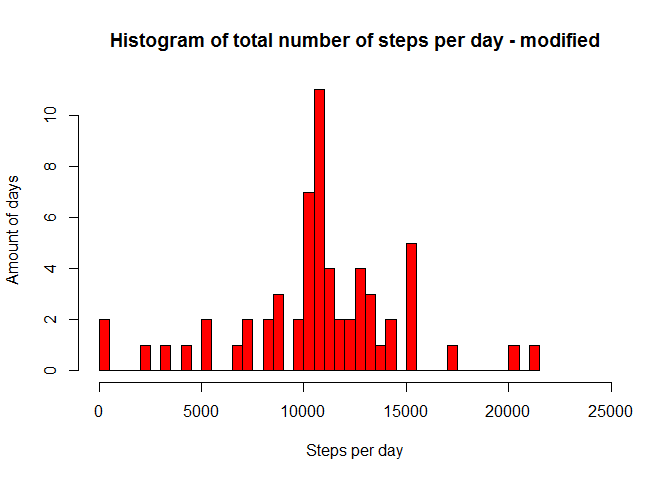 Histogram of total number of steps per day - modified
Amount of days
0
2
4
6
8
10
0 5000 10000 15000 20000 25000
Steps per day